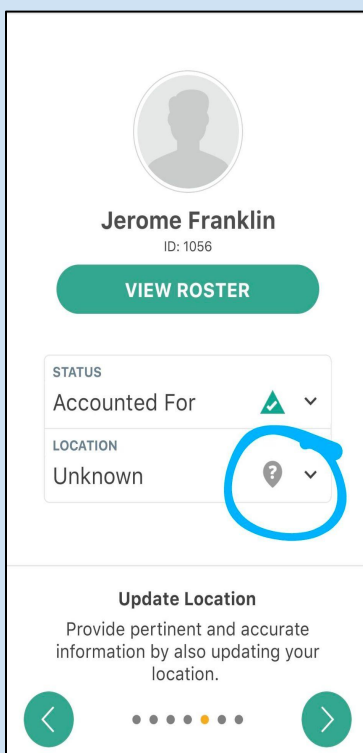 Jerome Franklin
ID: 1056
VIEW ROSTER
STATUS
Accounted For
LOCATION
Unknown
?
Update Location
Provide pertinent and accurate
information by also updating your
location.